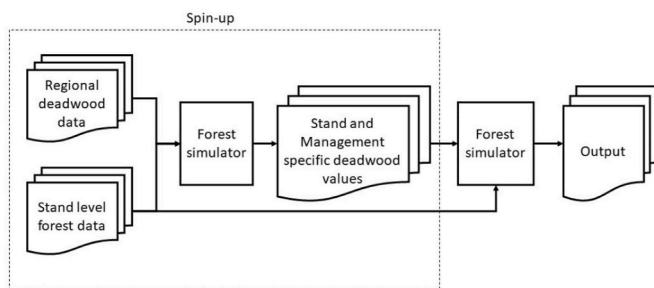 Spin-up
Regional
deadwood
data
Forest
simulator
Stand and
Management
specific deadwood
values
Forest
simulator
Output
Stand level
forest data